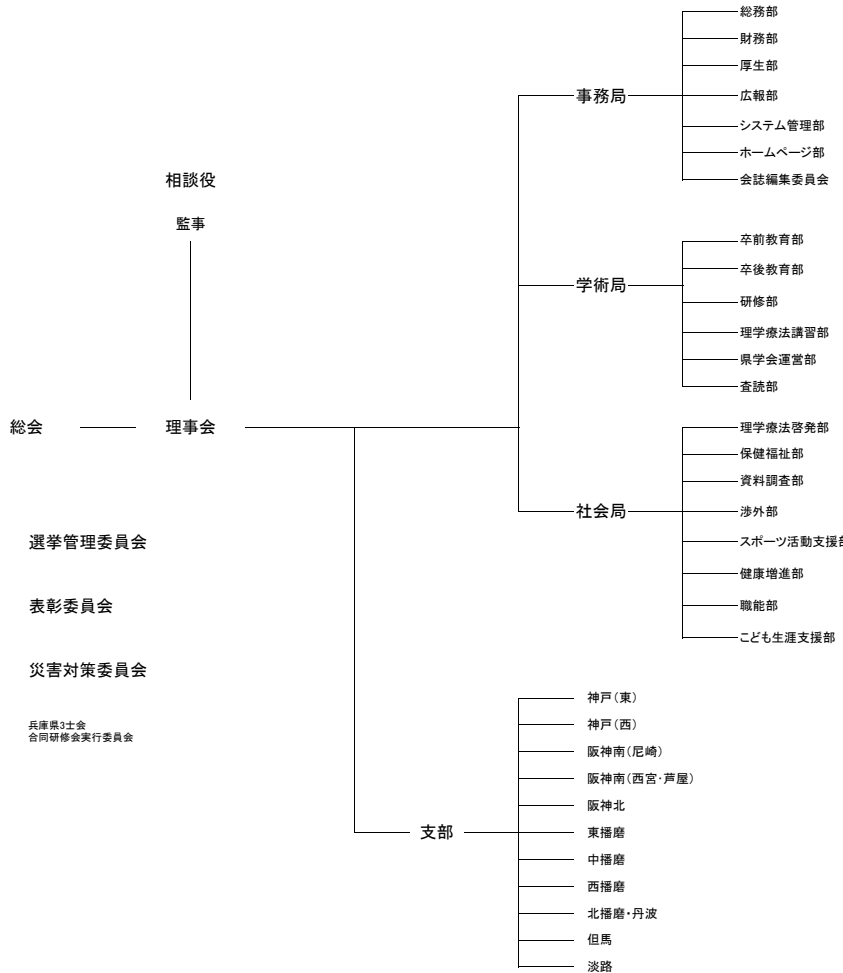 相談役
監事
総会
理事会
選挙管理委員会
表彰委員会
災害対策委員会
兵庫県3士会
合同研修会実行委員会
事務局
総務部
財務部
厚生部
広報部
システム管理部
ホームページ部
会誌編集委員会
学術局
卒前教育部
卒後教育部
研修部
理学療法講習部
県学会運営部
査読部
社会局
理学療法啓発部
保健福祉部
資料調査部
渉外部
スポーツ活動支援部
健康増進部
職能部
こども生涯支援部
支部
神戸(東)
神戸(西)
阪神南(尼崎)
阪神南(西宮・芦屋)
阪神北
東播磨
中播磨
西播磨
北播磨・丹波
但馬
淡路